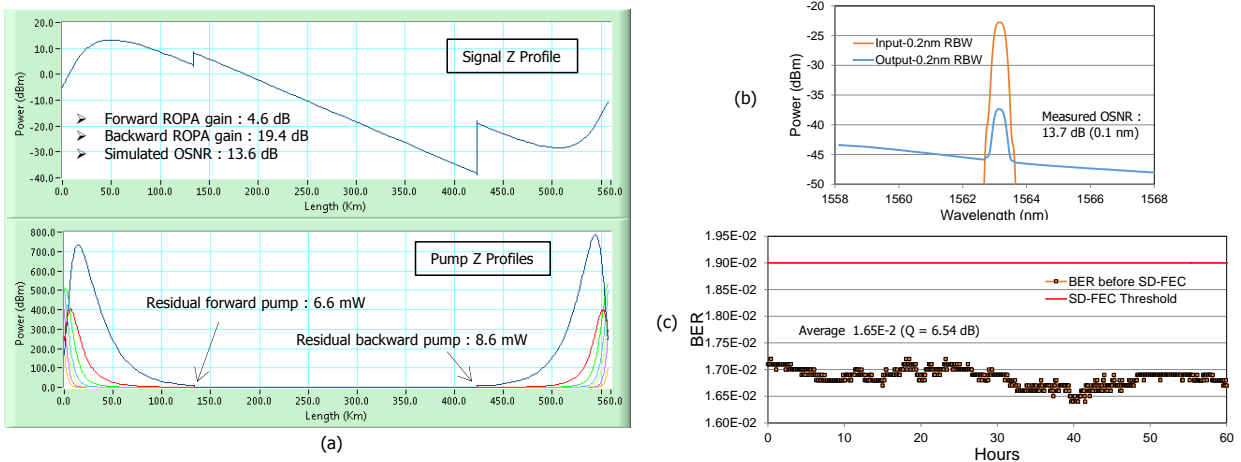 20.0
10.0
0.0
-10.0
-20.0
-30.0
-40.0
Power (dBm)
Signal Z Profile
➢ Forward ROPA gain : 4.6 dB
➢ Backward ROPA gain : 19.4 dB
➢ Simulated OSNR : 13.6 dB
0.0 50.0 100.0 150.0 200.0 250.0 300.0 350.0 400.0 450.0 500.0 560.0
Length (Km)
800.0
700.0
600.0
500.0
400.0
300.0
200.0
100.0
0.0
Power (dBm)
Pump Z Profiles
Residual forward pump : 6.6 mW
Residual backward pump : 8.6 mW
0.0 50.0 100.0 150.0 200.0 250.0 300.0 350.0 400.0 450.0 500.0 560.0
Length (Km)
(a)
(b)
-15
-20
-25
-30
-35
-40
-45
-50
Power (dBm)
Input-0.2nm RBW
Output-0.2nm RBW
Measured OSNR :
13.7 dB (0.1 nm)
1558 1560 1562 1564 1566 1568
Wavelength (nm)
(c)
1.95E-02
1.90E-02
1.85E-02
1.80E-02
1.75E-02
1.70E-02
1.65E-02
1.60E-02
BER
BER before SD-FEC
SD-FEC Threshold
Average 1.65E-2 (Q = 6.54 dB)
0 10 20 30 40 50 60
Hours